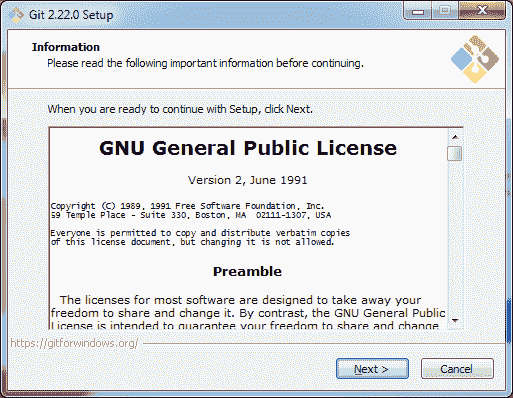 Git 2.22.0 Setup
Information
Please read the following important information before continuing.
When you are ready to continue with Setup, click Next.
GNU General Public License
Version 2, June 1991
Copyright (C) 1989, 1991 Free Software Foundation, Inc.
59 Temple Place - Suite 330, Boston, MA  02111-1307, USA
Everyone is permitted to copy and distribute verbatim copies
of this license document, but changing it is not allowed.
Preamble
The licenses for most software are designed to take away your
freedom to share and change it. By contrast, the GNU General Public
License is intended to guarantee your freedom to share and change
https://gitforwindows.org/
Next >
Cancel